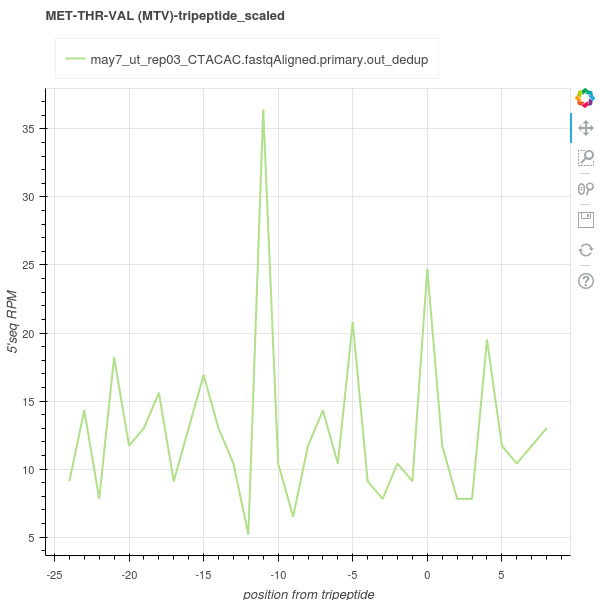 MET-THR-VAL (MTV)-tripeptide_scaled
may7_ut_rep03_CTACAC.fastqAligned.primary.out_dedup
35
30
25
20
15
10
5
5'seq RPM
-25 -20 -15 -10 -5 0 5
position from tripeptide